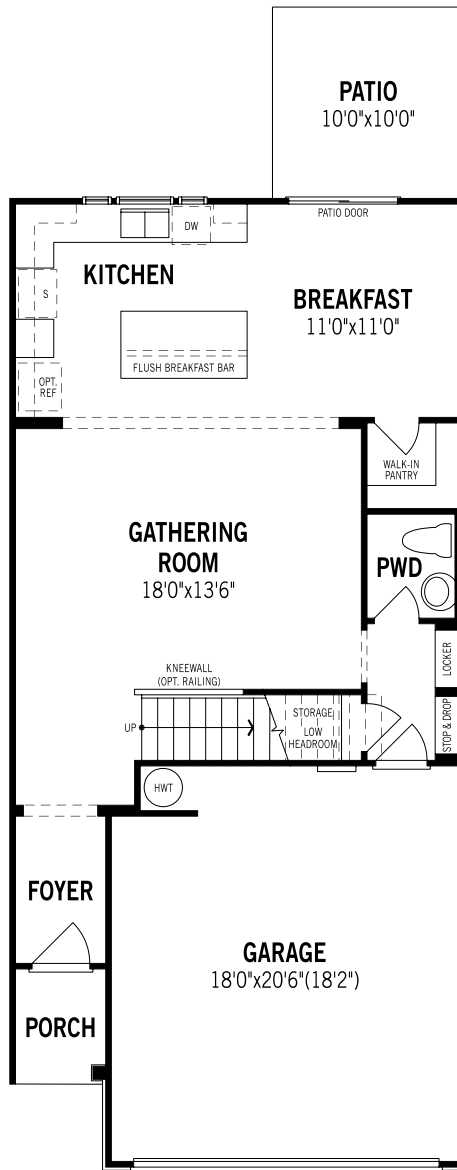 PATIO
10'0"x10'0"
PATIO DOOR
DW
KITCHEN
S
BREAKFAST
11'0"x11'0"
FLUSH BREAKFAST BAR
OPT.
REF
WALK-IN
PANTRY
GATHERING
ROOM
18'0"x13'6"
PWD
LOCKER
KNEEWALL
(OPT. RAILING)
UP
STORAGE
LOW
HEADROOM
STOP & DROP
HWT
FOYER
GARAGE
18'0"x20'6"(18'2")
PORCH